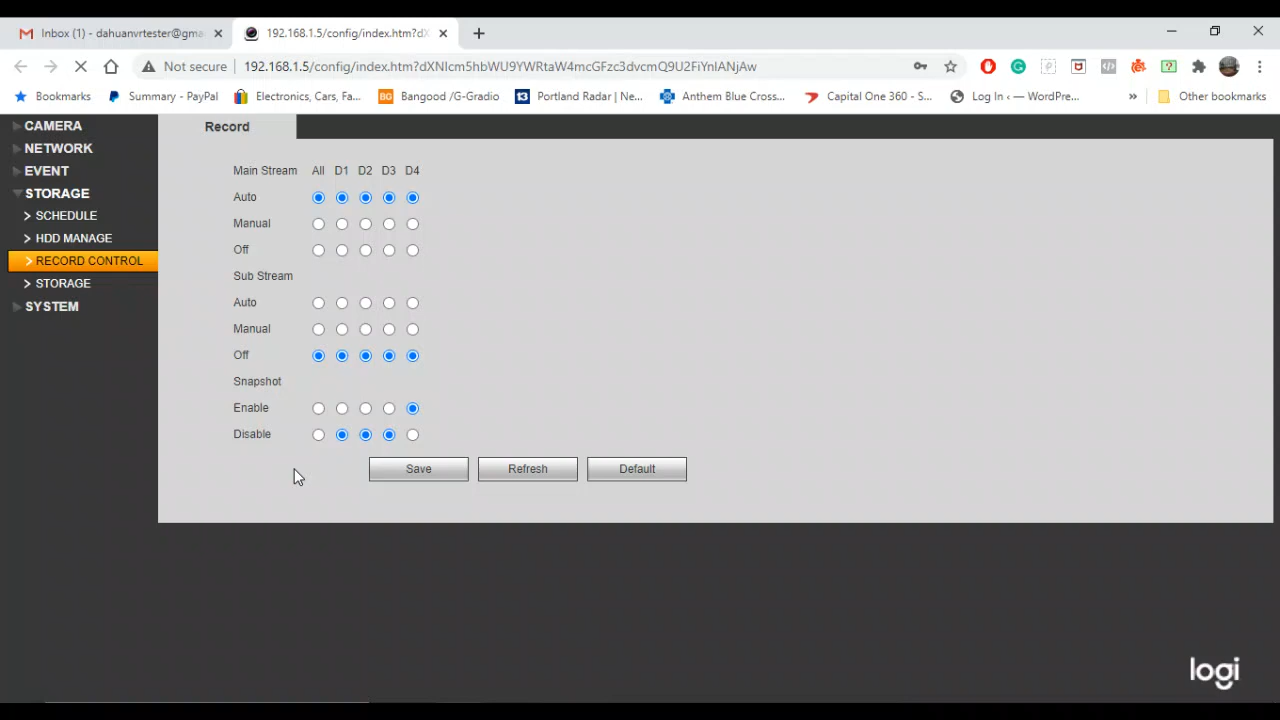 Inbox (1) - dahuanvrtester@gma
192.168.1.5/config/index.htm?dX
Not secure
192.168.1.5/config/index.htm?dXNlcm5hbWU9YWRtaW4mcGFzc3dvcmQ9U2FiYnlANjAw
Bookmarks
Summary - PayPal
Electronics, Cars, Fa...
BG
Bangood /G-Gradio
13
Portland Radar | Ne...
Anthem Blue Cross...
Capital One 360 - S...
Log In ‹ — WordPre...
»
Other bookmarks
CAMERA
NETWORK
EVENT
STORAGE
SCHEDULE
HDD MANAGE
RECORD CONTROL
STORAGE
SYSTEM
Record
Main Stream All D1 D2 D3 D4
Auto
Manual
Off
Sub Stream
Auto
Manual
Off
Snapshot
Enable
Disable
Save Refresh Default
logi